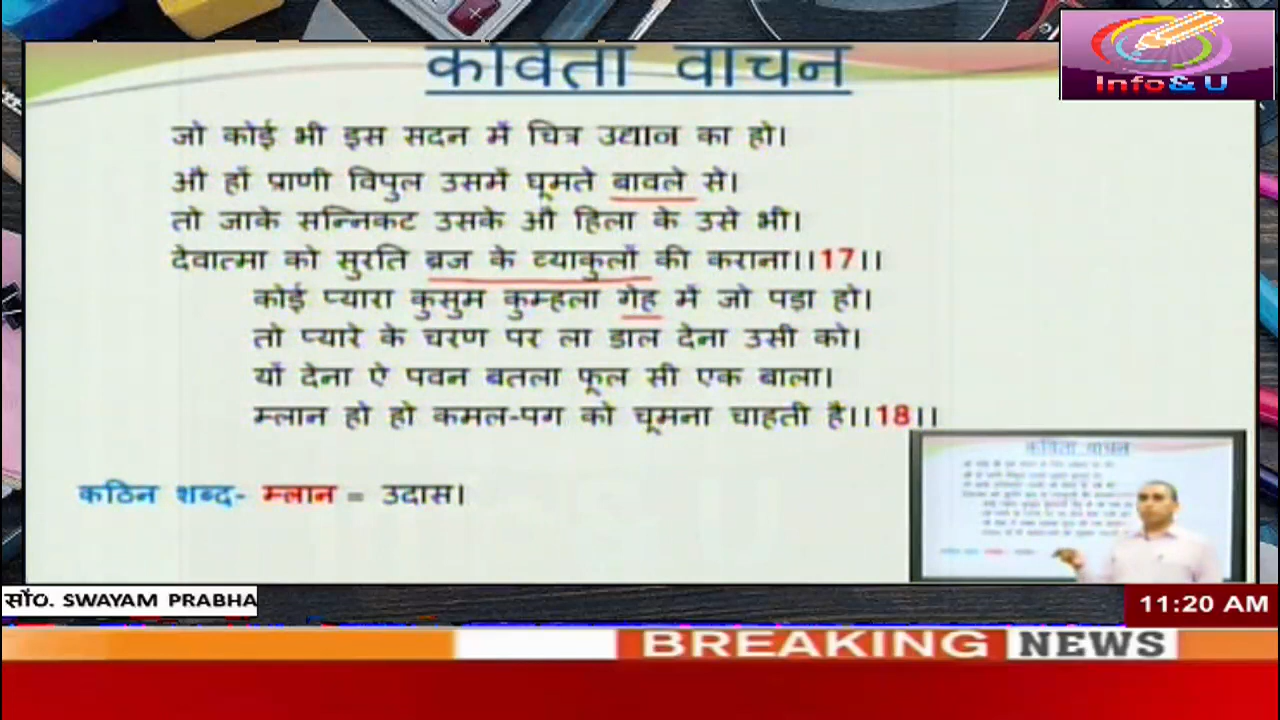 कविता वाचन
Info & U
जो कोई भी इस सदन में चित्र उद्यान का हो।
औ हों प्राणी विपुल उसमें घूमते बावले से।
तो जाके सन्निकट उसके औ हिला के उसे भी।
देवात्मा को सुरति ब्रज के व्याकुलों की कराना।।17।।
कोई प्यारा कुसुम कुम्हला गेह में जो पड़ा हो।
तो प्यारे के चरण पर ला डाल देना उसी को।
यों देना ऐ पवन बतला फूल सी एक बाला।
म्लान हो हो कमल-पग को चूमना चाहती है।।18।।
कठिन शब्द- म्लान = उदास।
कविता वाचन
सौO. SWAYAM PRABHA
11:20 AM
BREAKING NEWS